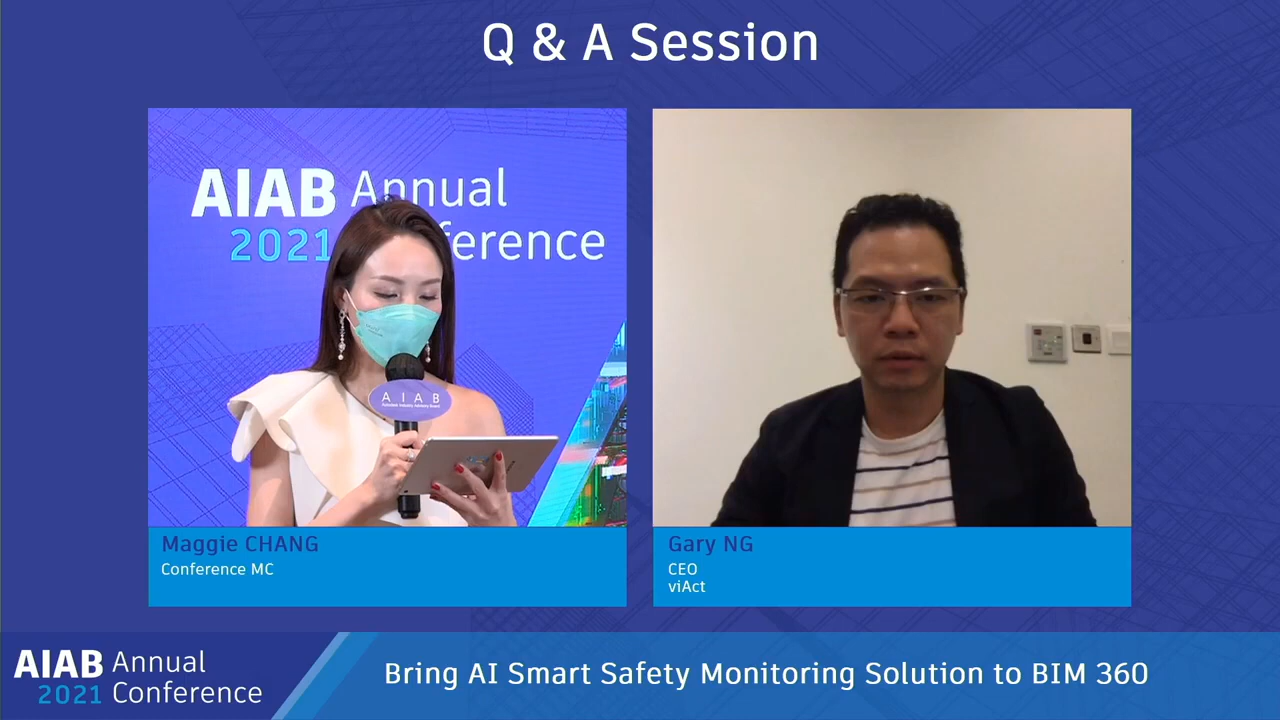 Q & A Session
AIAB Annual
2021 Conference
A I A B
Maggie CHANG
Conference MC
Gary NG
CEO
viAct
AIAB Annual
2021 Conference
Bring AI Smart Safety Monitoring Solution to BIM 360